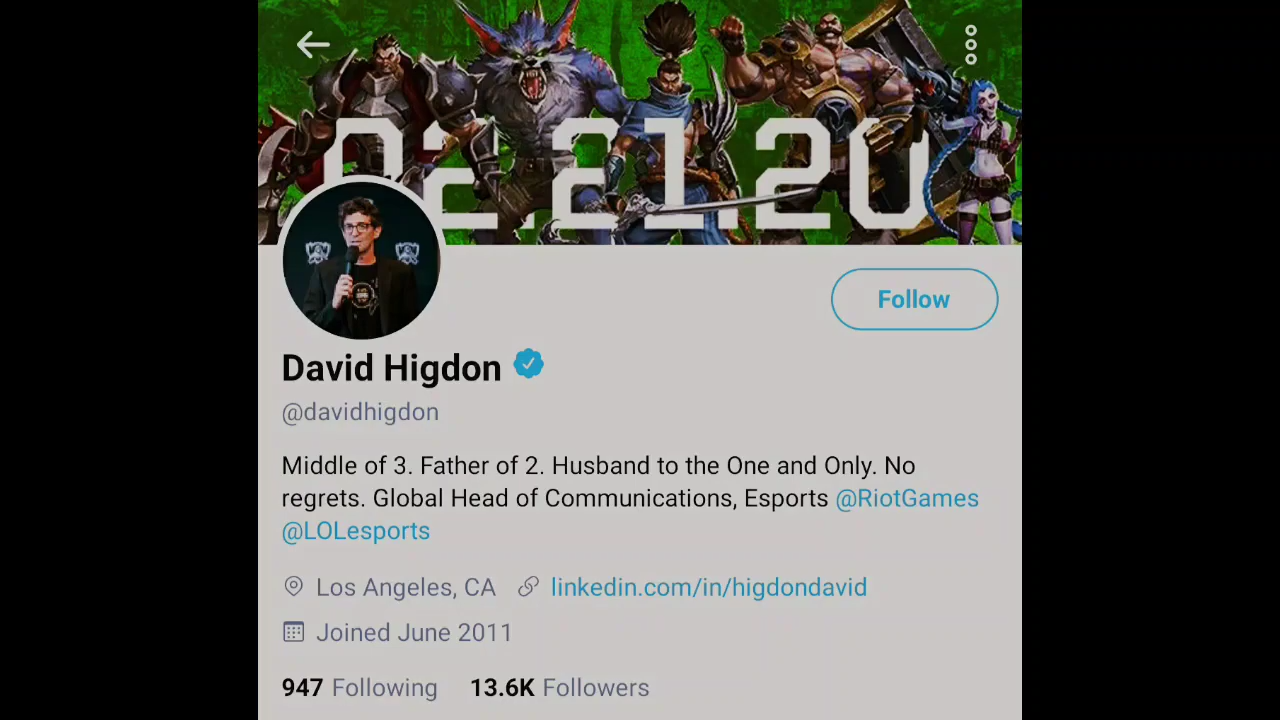 02.21.20
Follow
David Higdon
@davidhigdon
Middle of 3. Father of 2. Husband to the One and Only. No
regrets. Global Head of Communications, Esports @RiotGames
@LOLesports
Los Angeles, CA linkedin.com/in/higdondavid
Joined June 2011
947 Following 13.6K Followers